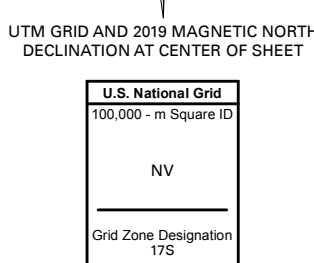 UTM GRID AND 2019 MAGNETIC NORTH
DECLINATION AT CENTER OF SHEET
U.S. National Grid
100,000 - m Square ID
NV
Grid Zone Designation
17S